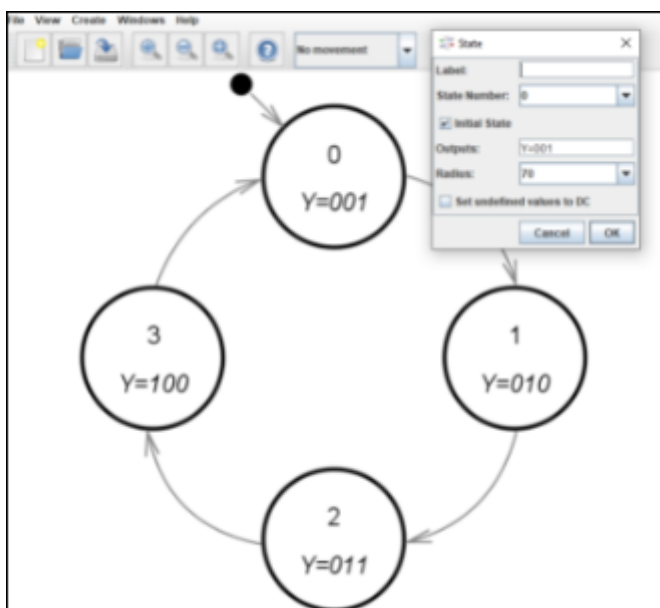 File View Create Windows Help
No movement
State
Label:
State Number: 0
Initial State
Outputs: Y=001
Radius: 70
Set undefined values to DC
Cancel OK
0
Y=001
3
Y=100
1
Y=010
2
Y=011